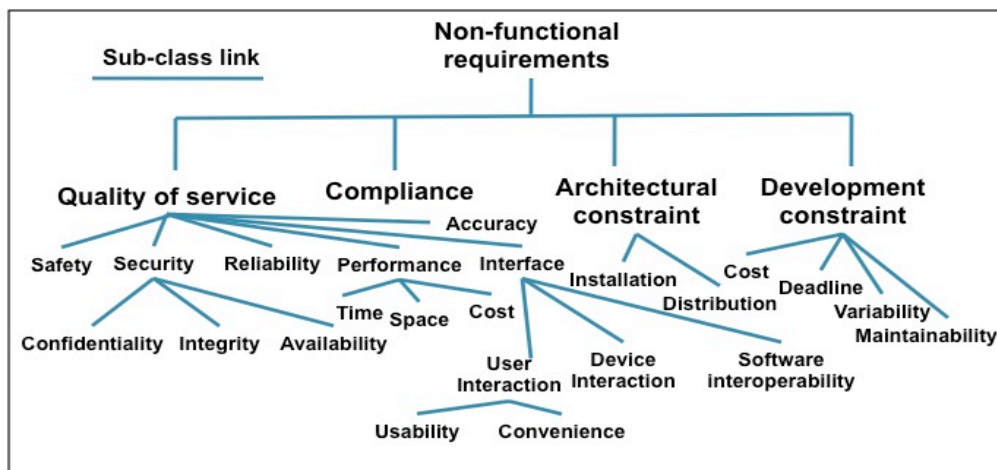 Non-functional
requirements
Sub-class link
Quality of service
Compliance
Architectural
constraint
Development
constraint
Accuracy
Safety
Security
Reliability
Performance
Interface
Installation
Distribution
Cost
Deadline
Variability
Maintainability
Time
Space
Cost
Confidentiality
Integrity
Availability
User
Interaction
Device
Interaction
Software
interoperability
Usability
Convenience